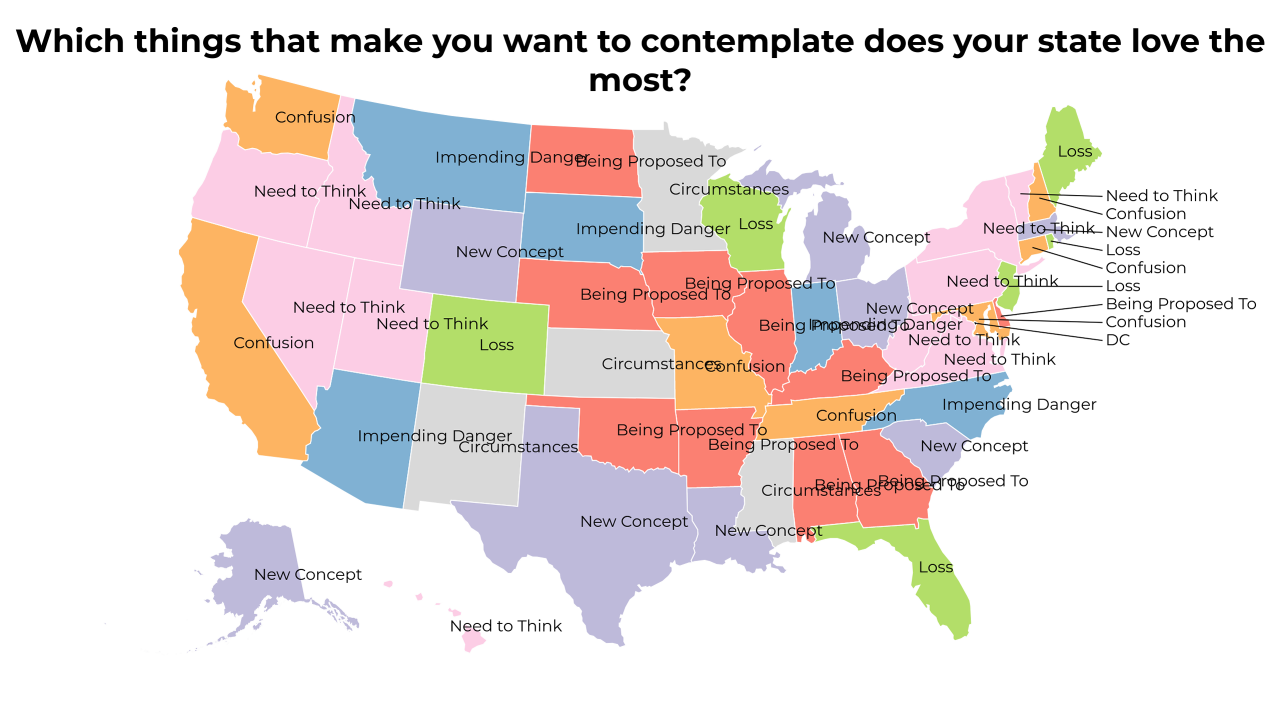 Which things that make you want to contemplate does your state love the
most?
Confusion
Loss
Impending Danger
Being Proposed To
Need to Think
Circumstances
Need to Think
Need to Think
Confusion
Loss
Need to Think
New Concept
Impending Danger
New Concept
New Concept
Loss
New Concept
Confusion
Being Proposed To
Need to Think
Loss
Being Proposed To
Need to Think
New Concept
Being Proposed To
Confusion
Need to Think
Being Proposed To
Impending Danger
DC
Confusion
Loss
Need to Think
Need to Think
Circumstances
Confusion
Being Proposed To
Impending Danger
Confusion
Being Proposed To
Impending Danger
Circumstances
Being Proposed To
New Concept
Being Proposed To
Being Proposed To
Circumstances
New Concept
New Concept
Loss
New Concept
Need to Think